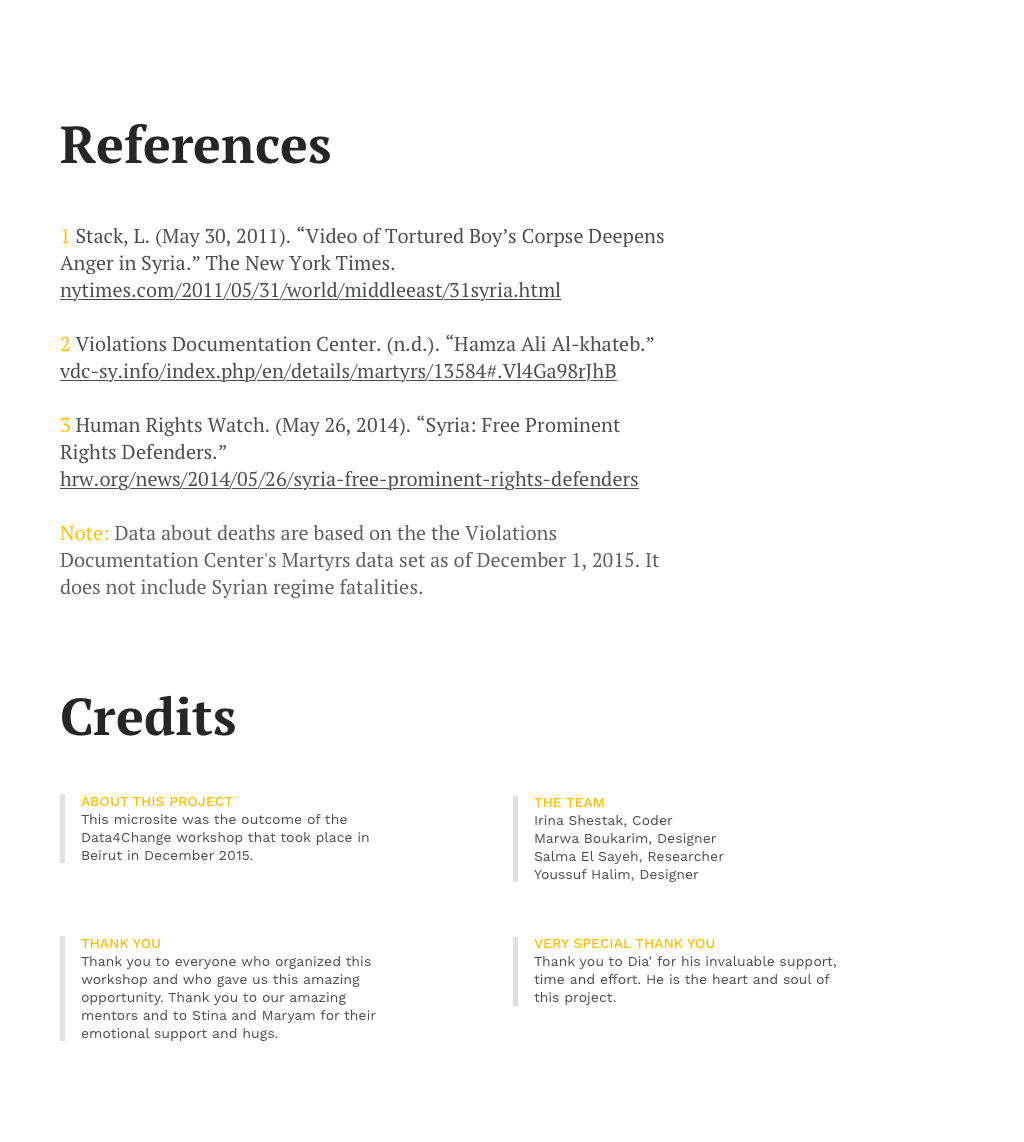 References
1 Stack, L. (May 30, 2011). “Video of Tortured Boy’s Corpse Deepens
Anger in Syria.” The New York Times.
nytimes.com/2011/05/31/world/middleeast/31syria.html
2 Violations Documentation Center. (n.d.). “Hamza Ali Al-khateb.”
vdc-sy.info/index.php/en/details/martyrs/13584#.Vl4Ga98rJhB
3 Human Rights Watch. (May 26, 2014). “Syria: Free Prominent
Rights Defenders.”
hrw.org/news/2014/05/26/syria-free-prominent-rights-defenders
Note: Data about deaths are based on the the Violations
Documentation Center's Martyrs data set as of December 1, 2015. It
does not include Syrian regime fatalities.
Credits
ABOUT THIS PROJECT
This microsite was the outcome of the
Data4Change workshop that took place in
Beirut in December 2015.
THE TEAM
Irina Shestak, Coder
Marwa Boukarim, Designer
Salma El Sayeh, Researcher
Youssuf Halim, Designer
THANK YOU
Thank you to everyone who organized this
workshop and who gave us this amazing
opportunity. Thank you to our amazing
mentors and to Stina and Maryam for their
emotional support and hugs.
VERY SPECIAL THANK YOU
Thank you to Dia’ for his invaluable support,
time and effort. He is the heart and soul of
this project.